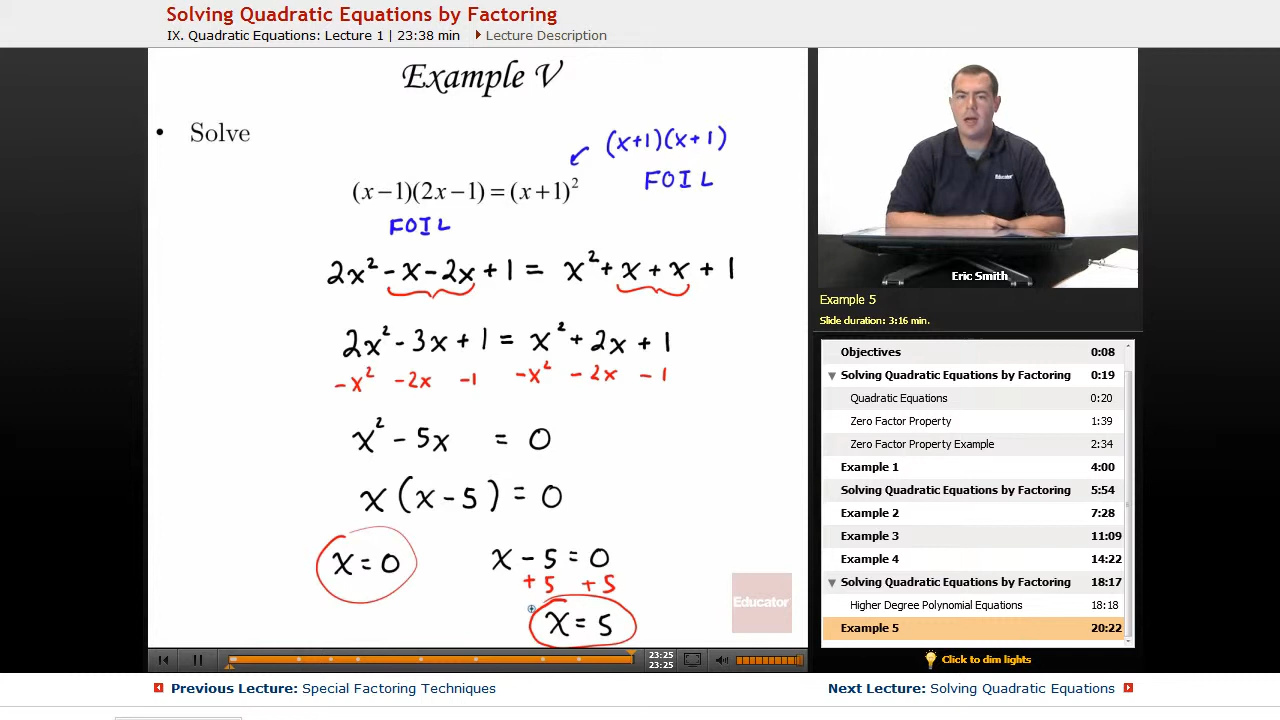 Solving Quadratic Equations by Factoring
IX. Quadratic Equations: Lecture 1 | 23:38 min Lecture Description
Example V
• Solve
(x+1)(x+1)
FOIL
(x−1)(2x−1)=(x+1)²
FOIL
2x² - x - 2x + 1 = x² + x + x + 1
2x² - 3x + 1 = x² + 2x + 1
-x² -2x -1 -x² - 2x - 1
x² - 5x = 0
x(x-5) = 0
x = 0 x - 5 = 0
+5 +5
x = 5
Educator
Educator
Eric Smith
Example 5
Slide duration: 3:16 min.
Objectives 0:08
Solving Quadratic Equations by Factoring 0:19
Quadratic Equations 0:20
Zero Factor Property 1:39
Zero Factor Property Example 2:34
Example 1 4:00
Solving Quadratic Equations by Factoring 5:54
Example 2 7:28
Example 3 11:09
Example 4 14:22
Solving Quadratic Equations by Factoring 18:17
Higher Degree Polynomial Equations 18:18
Example 5 20:22
23:25
23:25
Click to dim lights
Previous Lecture: Special Factoring Techniques
Next Lecture: Solving Quadratic Equations